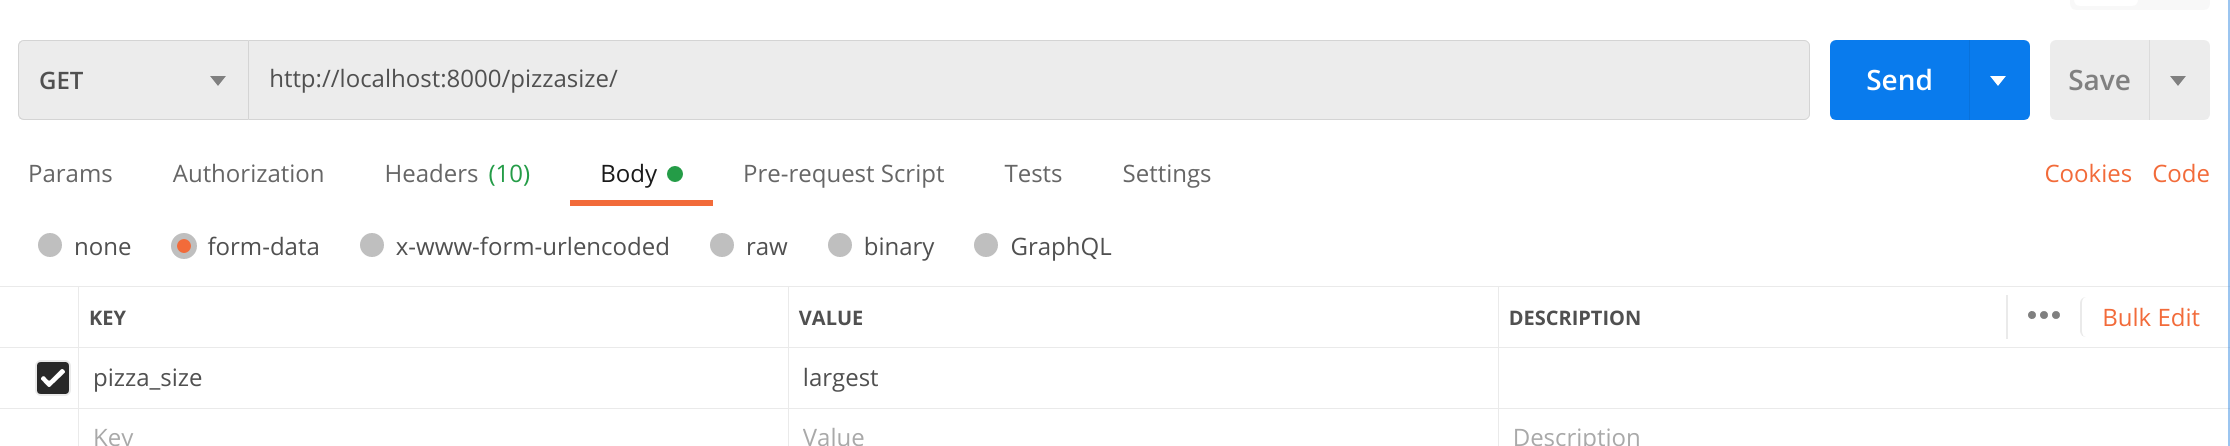 GET http://localhost:8000/pizzasize/ Send Save
Params Authorization Headers (10) Body Pre-request Script Tests Settings Cookies Code
none form-data x-www-form-urlencoded raw binary GraphQL
KEY VALUE DESCRIPTION ••• Bulk Edit
pizza_size largest
Key Value Description